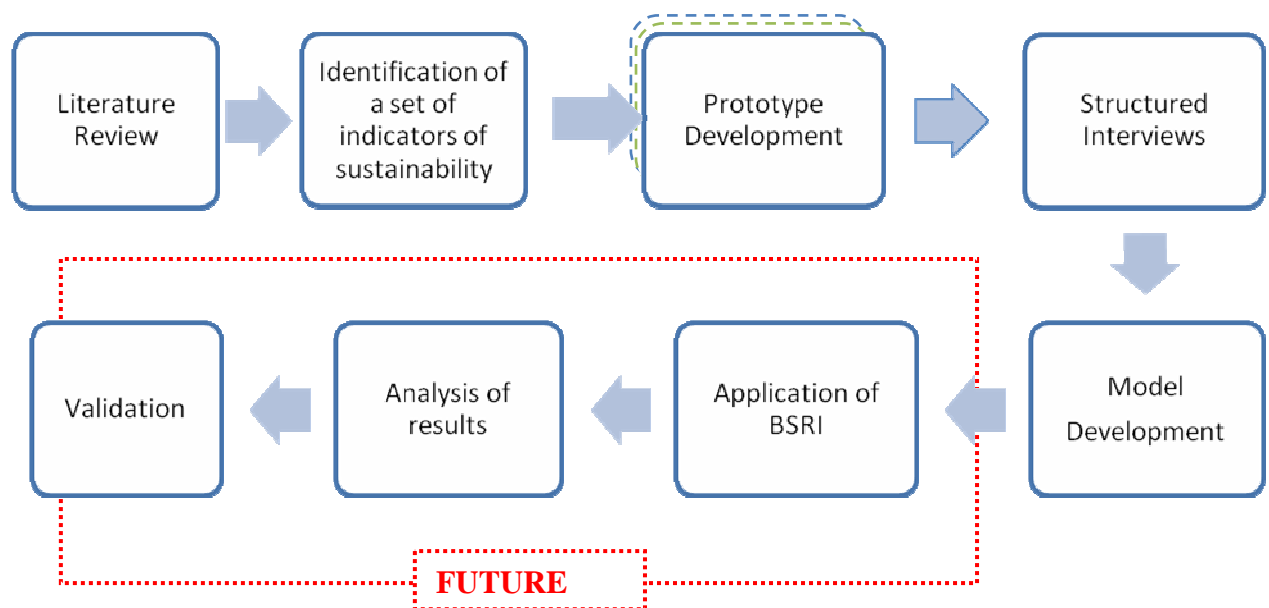 Literature
Review
Identification of
a set of
indicators of
sustainability
Prototype
Development
Structured
Interviews
Model
Development
Application of
BSRI
Analysis of
results
Validation
FUTURE